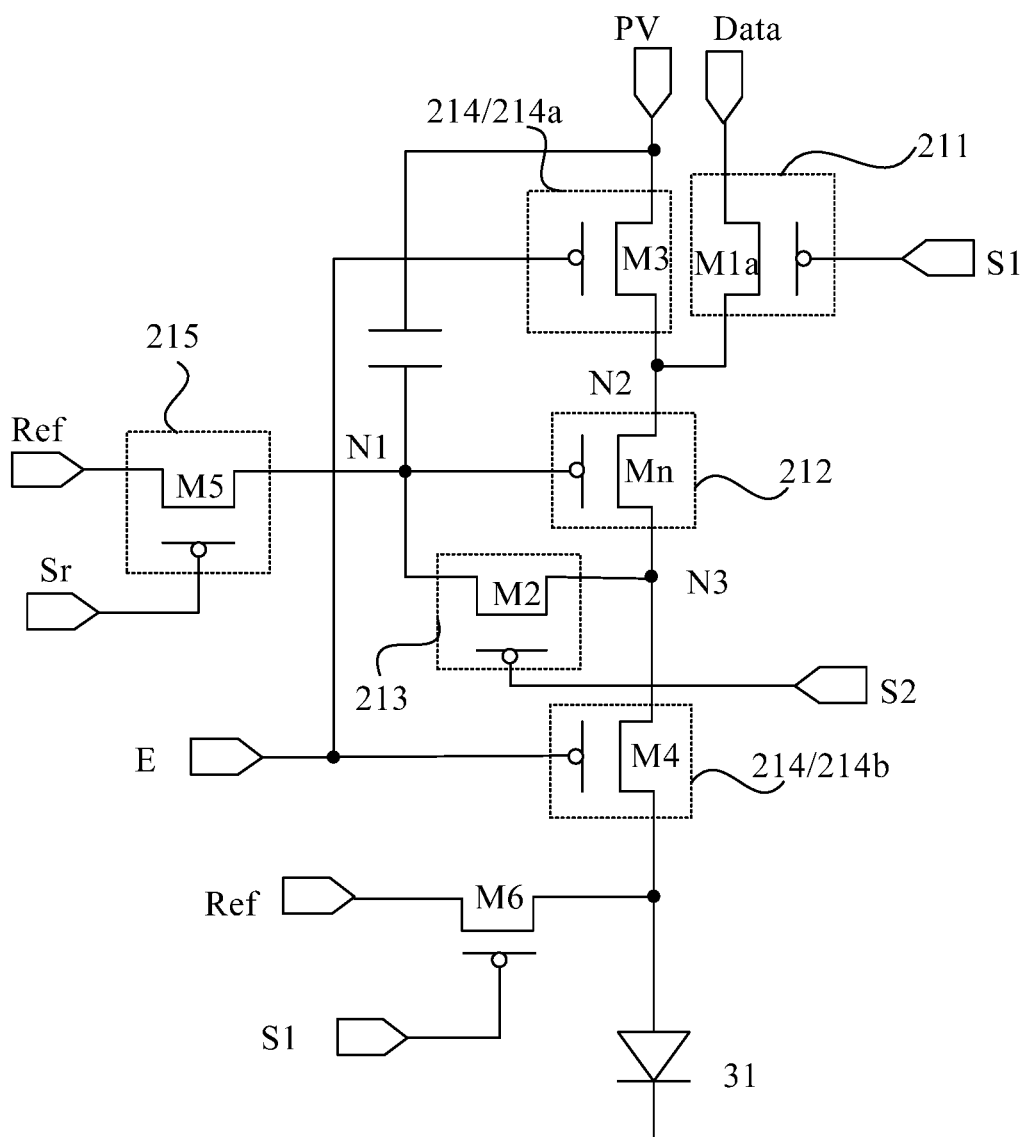 PV
Data
214/214a
211
M3
M1a
S1
215
N2
Ref
N1
M5
Mn
212
Sr
M2
N3
213
S2
E
M4
214/214b
Ref
M6
S1
31